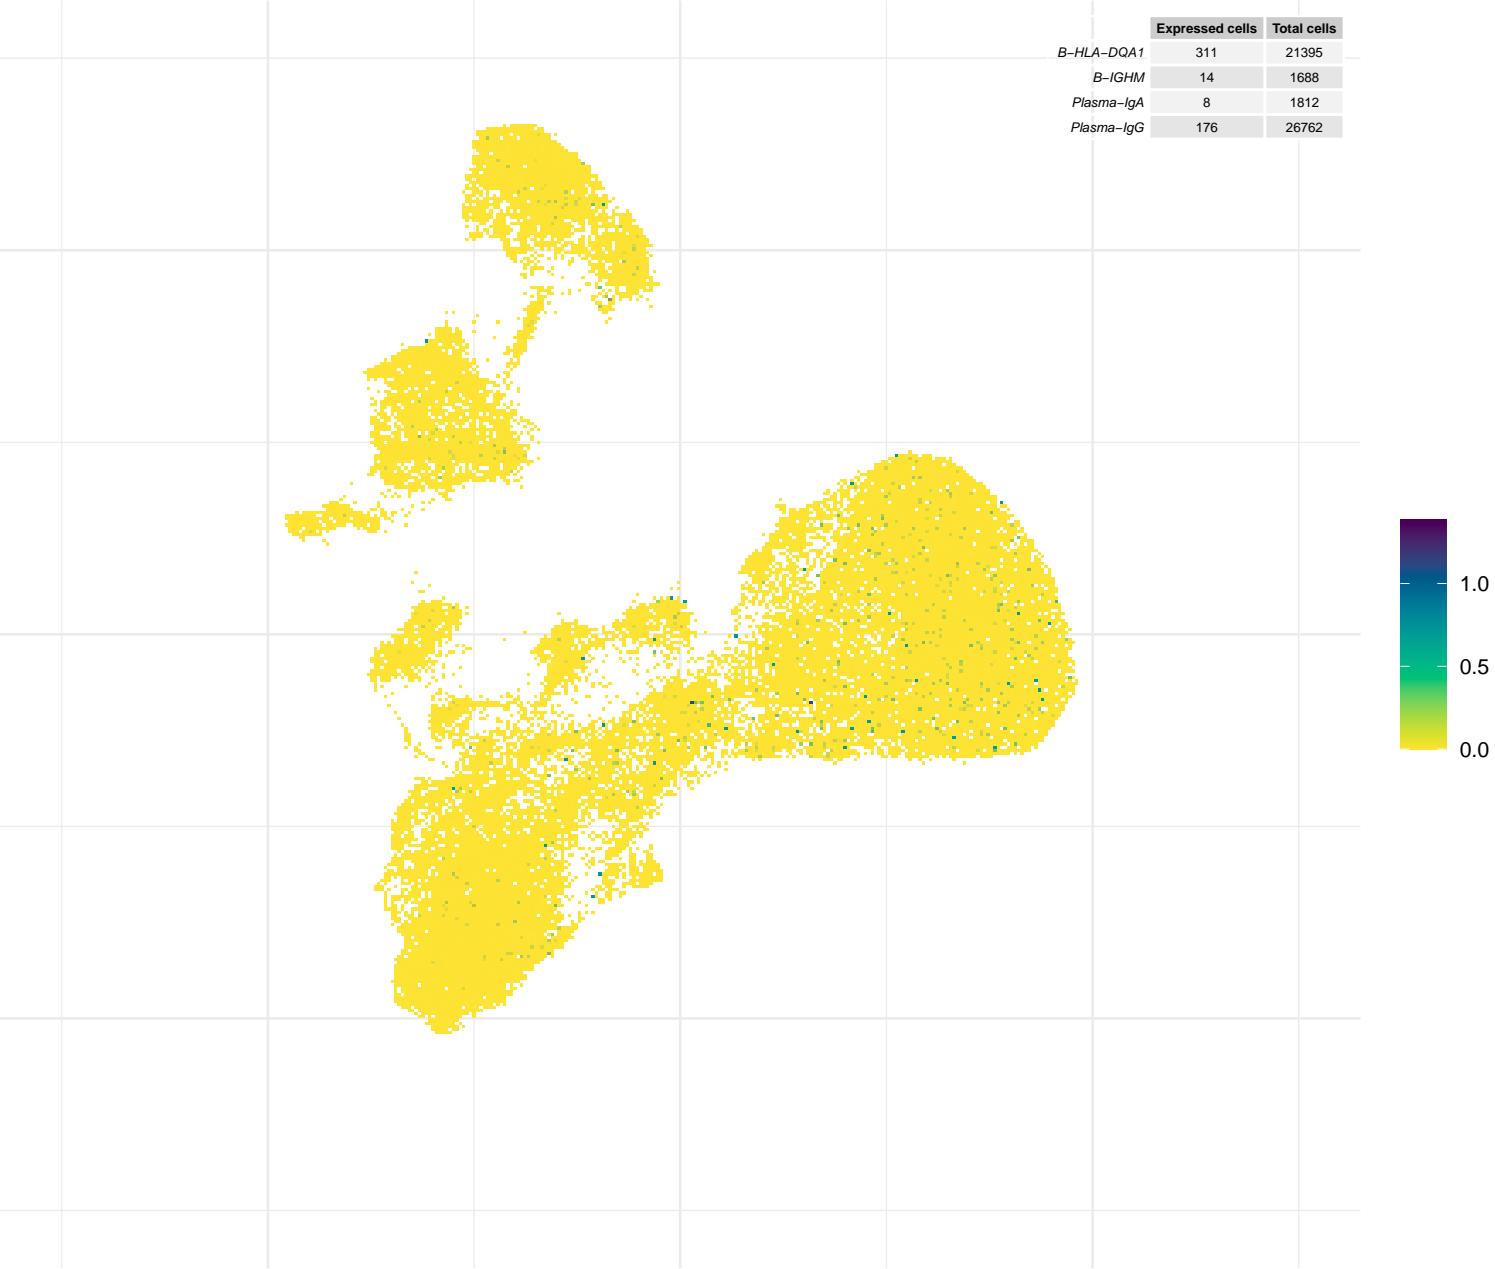 Expressed cells Total cells
B−HLA−DQA1 311 21395
B−IGHM 14 1688
Plasma−IgA 8 1812
Plasma−IgG 176 26762
1.0
0.5
0.0